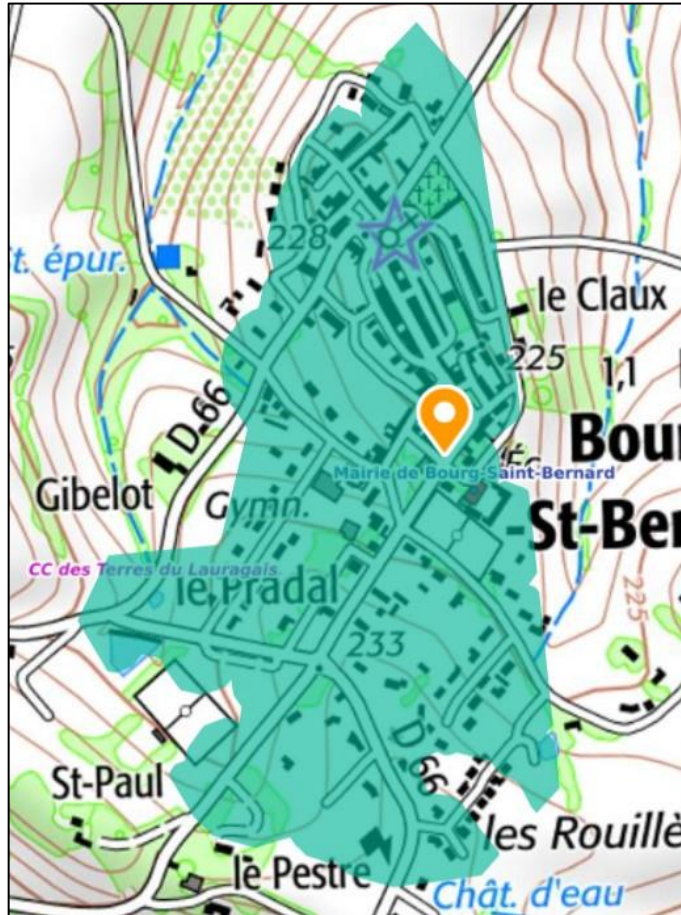 228
t. épur.
le Claux
225
1,1
D 66
Bour
Mairie de Bourg-Saint-Bernard
Gibelot
Gymn.
St-Ber
CC des Terres du Lauragais
le Pradal
225
233
D 66
St-Paul
les Rouillè
le Pestre
Chât. d'eau